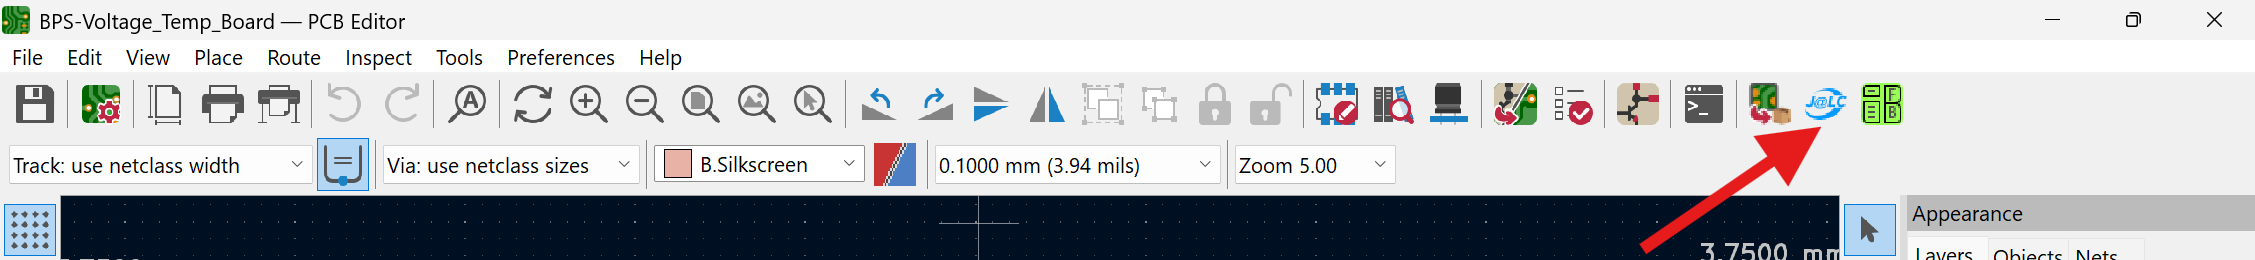 BPS-Voltage_Temp_Board — PCB Editor
File Edit View Place Route Inspect Tools Preferences Help
J@LC
F
B
Track: use netclass width Via: use netclass sizes B.Silkscreen 0.1000 mm (3.94 mils) Zoom 5.00
Appearance
3.7500 mm
Layers Objects Nets